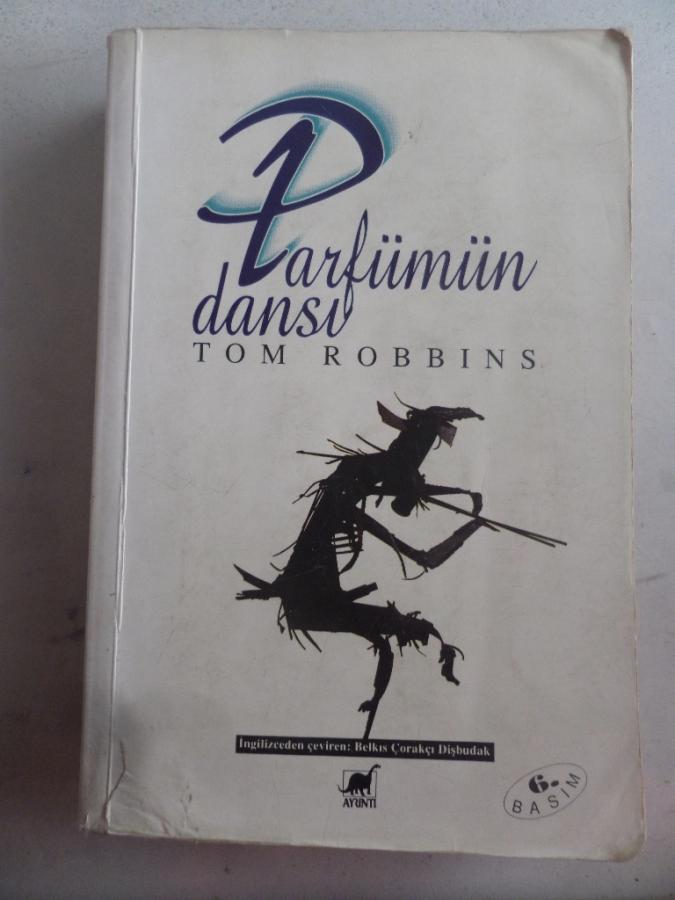 Parfümün
dansı
TOM ROBBINS
İngilizceden çeviren: Belkıs Çorakçı Dişbudak
AYRINTI
6.
BASIM